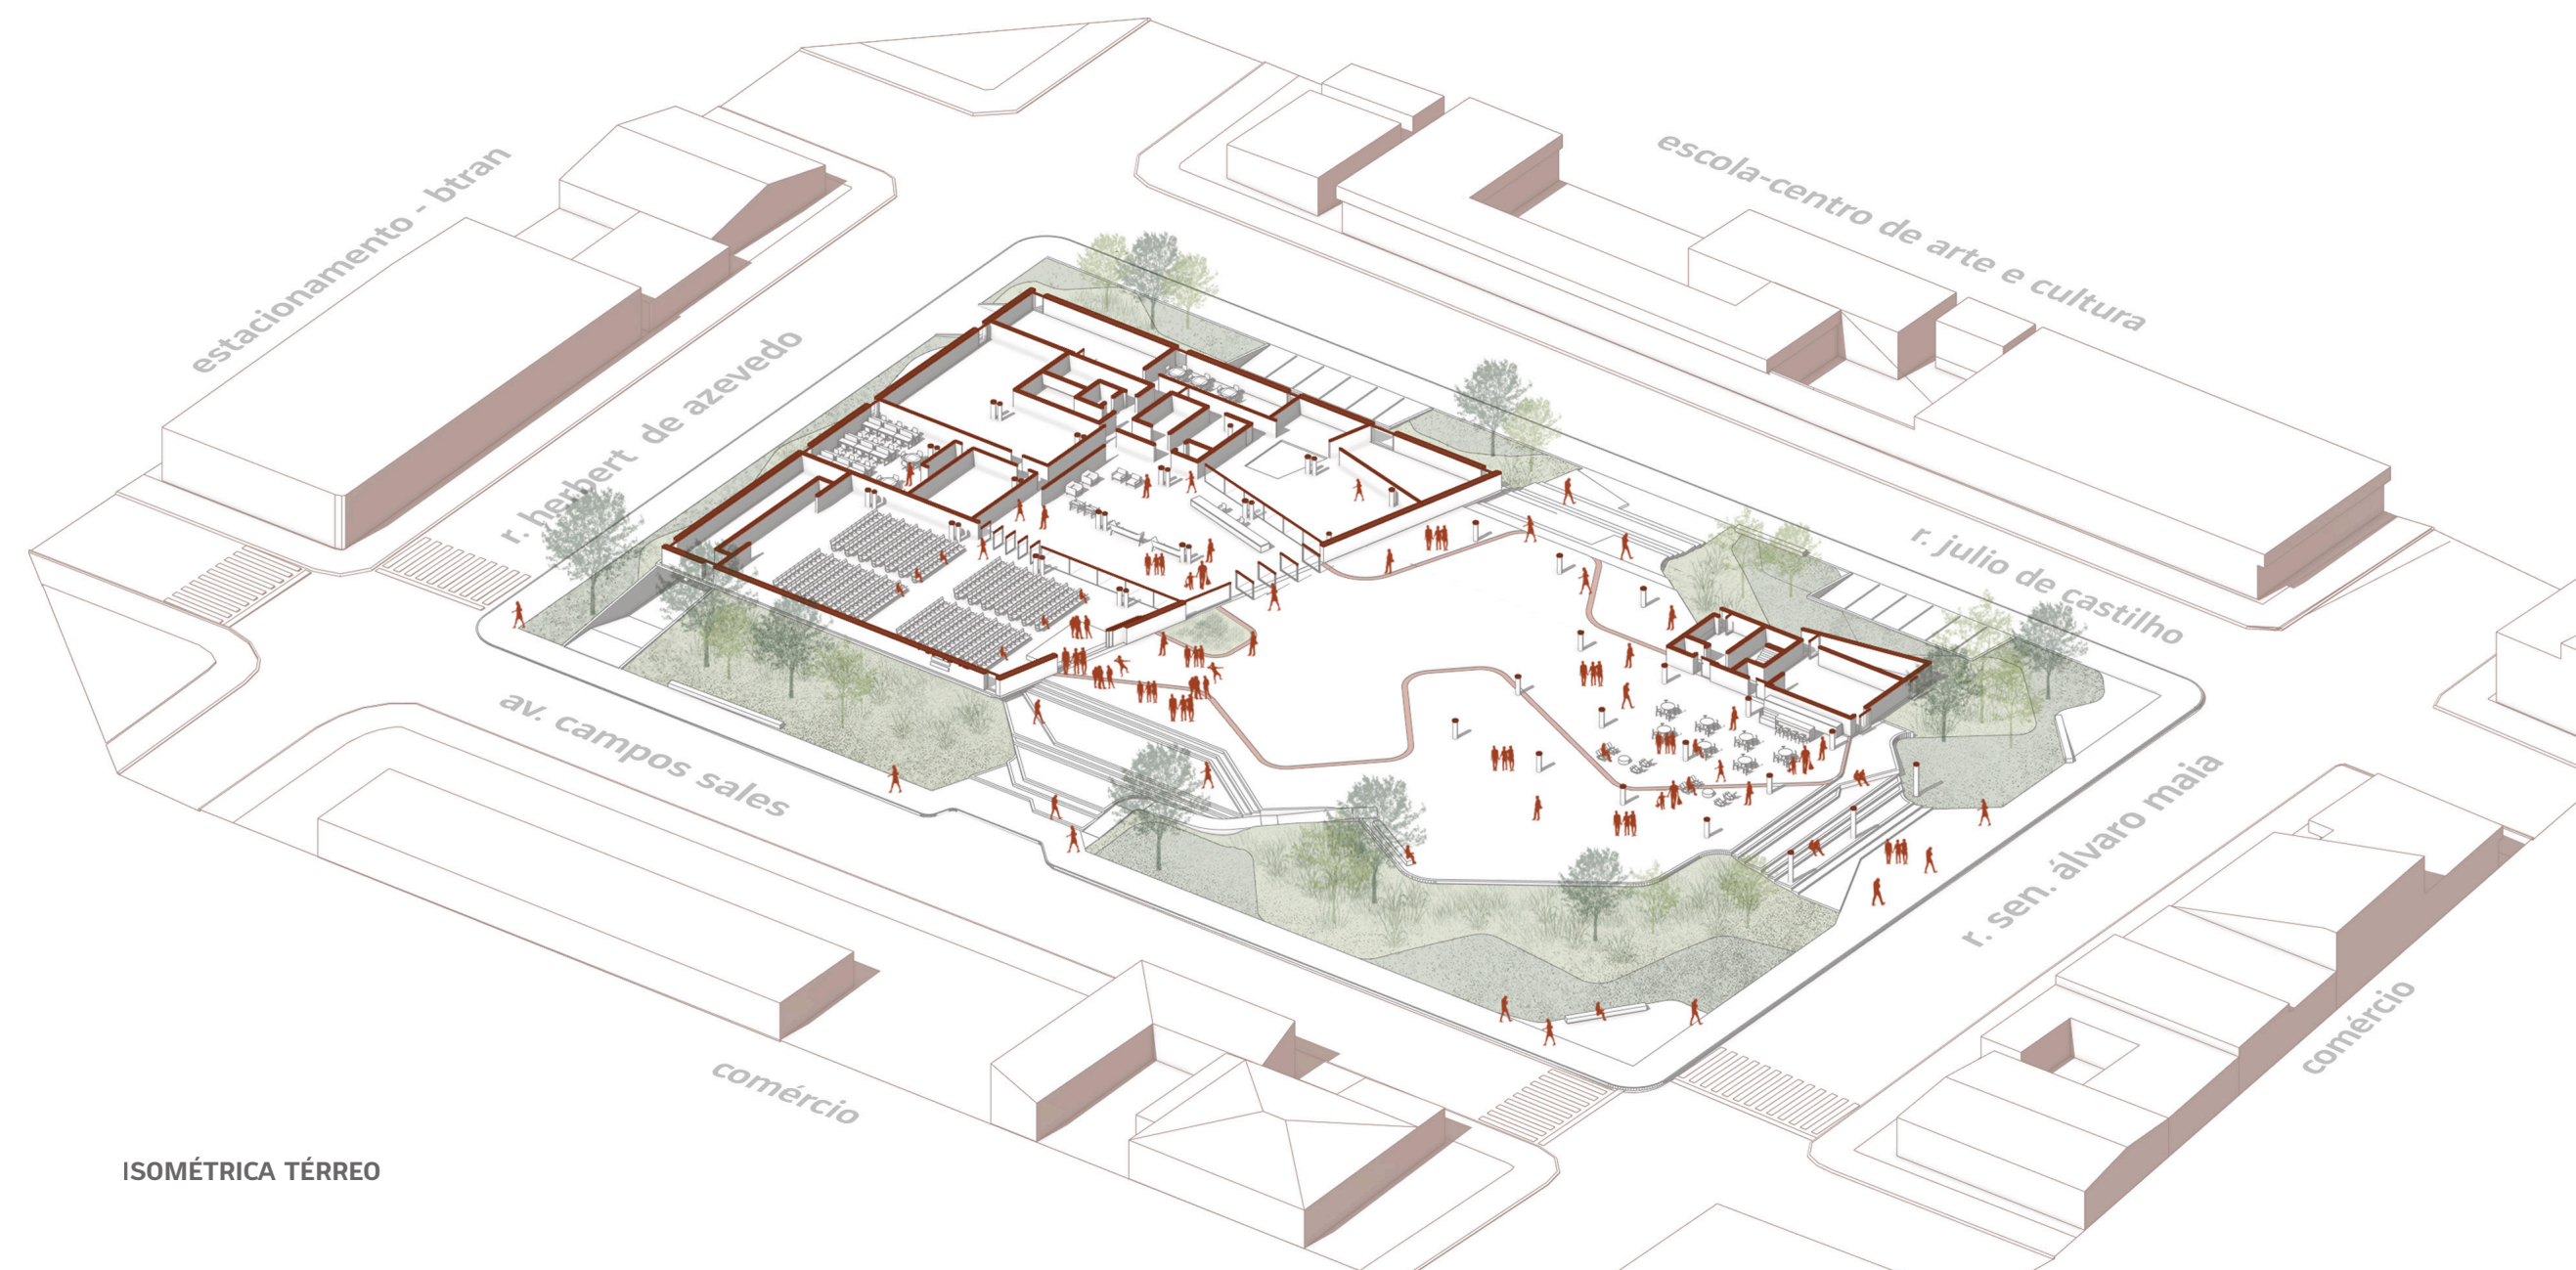 estacionamento - btran
escola-centro de arte e cultura
r. herbert de azevedo
r. julio de castilho
av. campos sales
r. sen. álvaro maia
comércio
comércio
ISOMÉTRICA TÉRREO